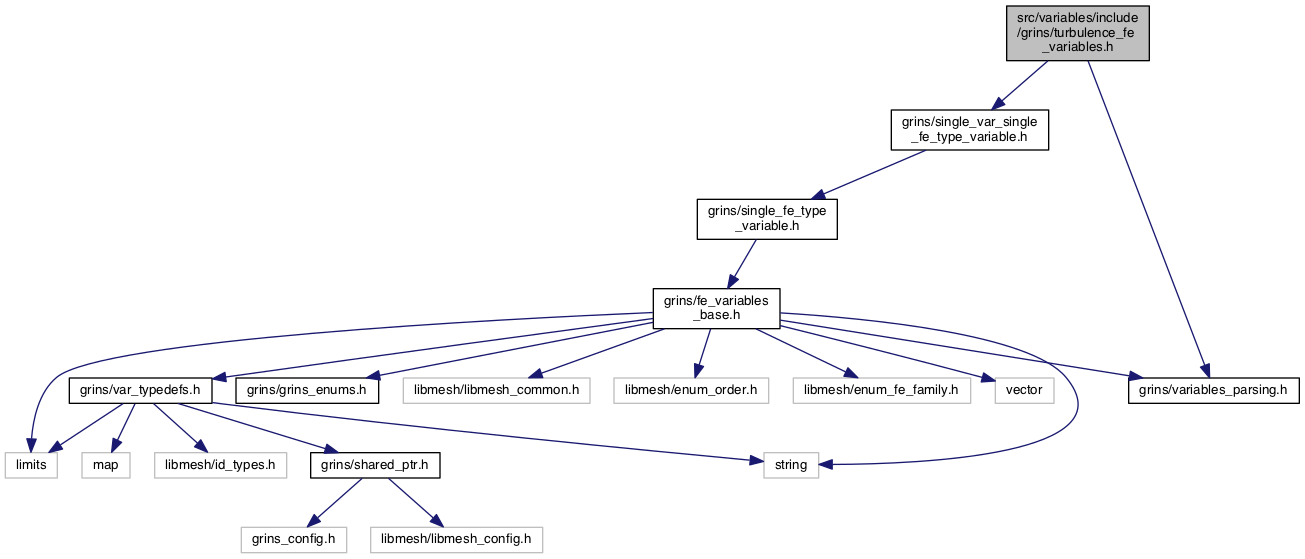 src/variables/include
/grins/turbulence_fe
_variables.h
grins/single_var_single
_fe_type_variable.h
grins/single_fe_type
_variable.h
grins/fe_variables
_base.h
grins/var_typedefs.h
grins/grins_enums.h
libmesh/libmesh_common.h
libmesh/enum_order.h
libmesh/enum_fe_family.h
vector
grins/variables_parsing.h
limits
map
libmesh/id_types.h
grins/shared_ptr.h
string
grins_config.h
libmesh/libmesh_config.h